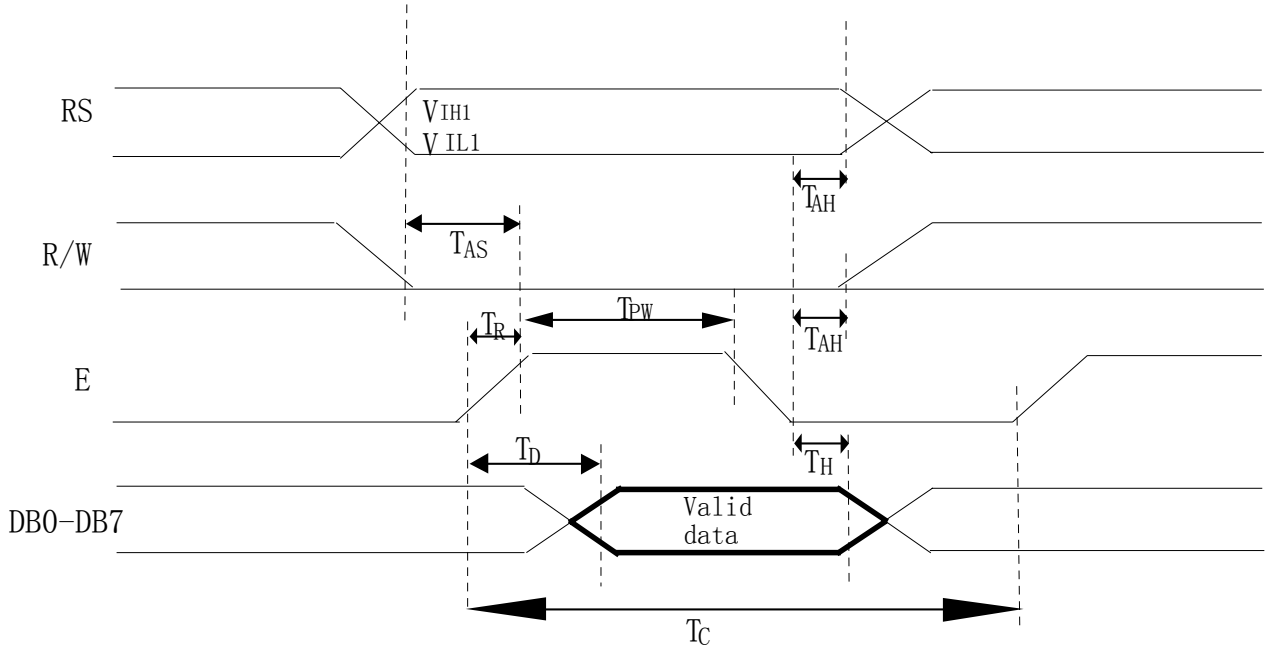 RS
VIH1
VIL1
TAH
R/W
TAS
TR
TPW
TAH
E
TD
TH
DB0-DB7
Valid
data
TC